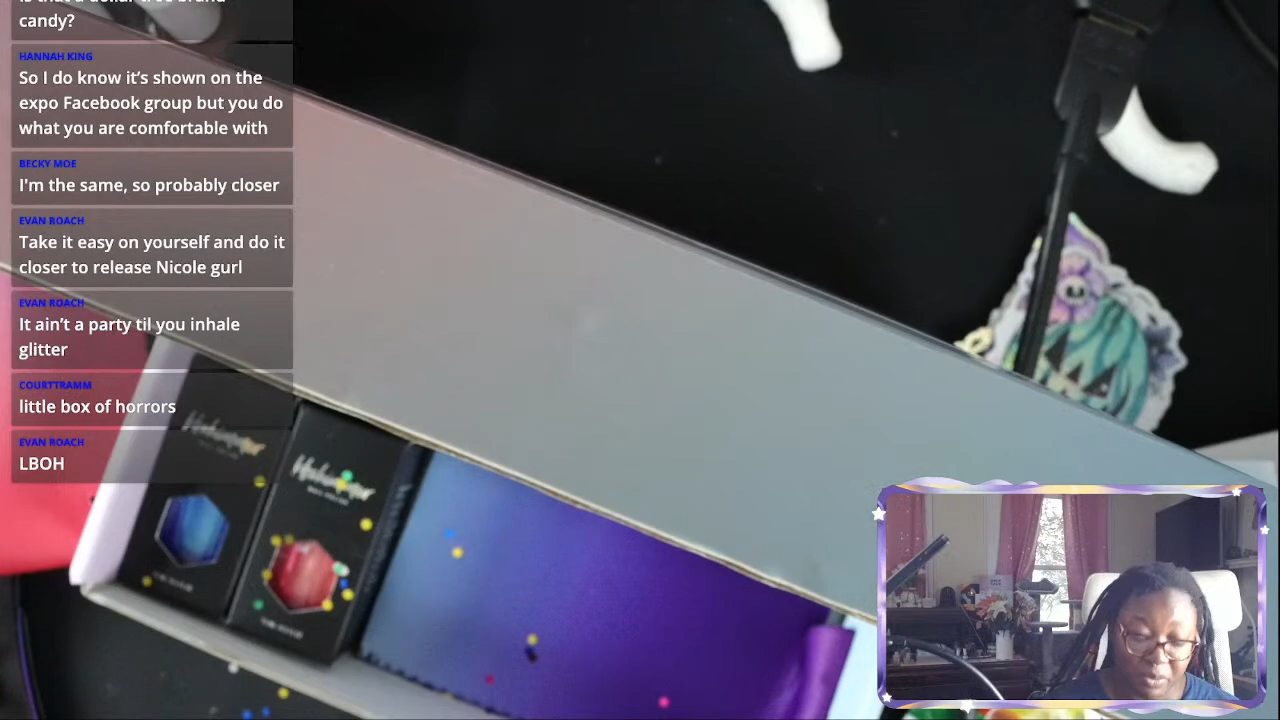 candy?
HANNAH KING
So I do know it's shown on the
expo Facebook group but you do
what you are comfortable with
BECKY MOE
I'm the same, so probably closer
EVAN ROACH
Take it easy on yourself and do it
closer to release Nicole gurl
EVAN ROACH
It ain't a party til you inhale
glitter
COURTTRAMM
little box of horrors
EVAN ROACH
LBOH